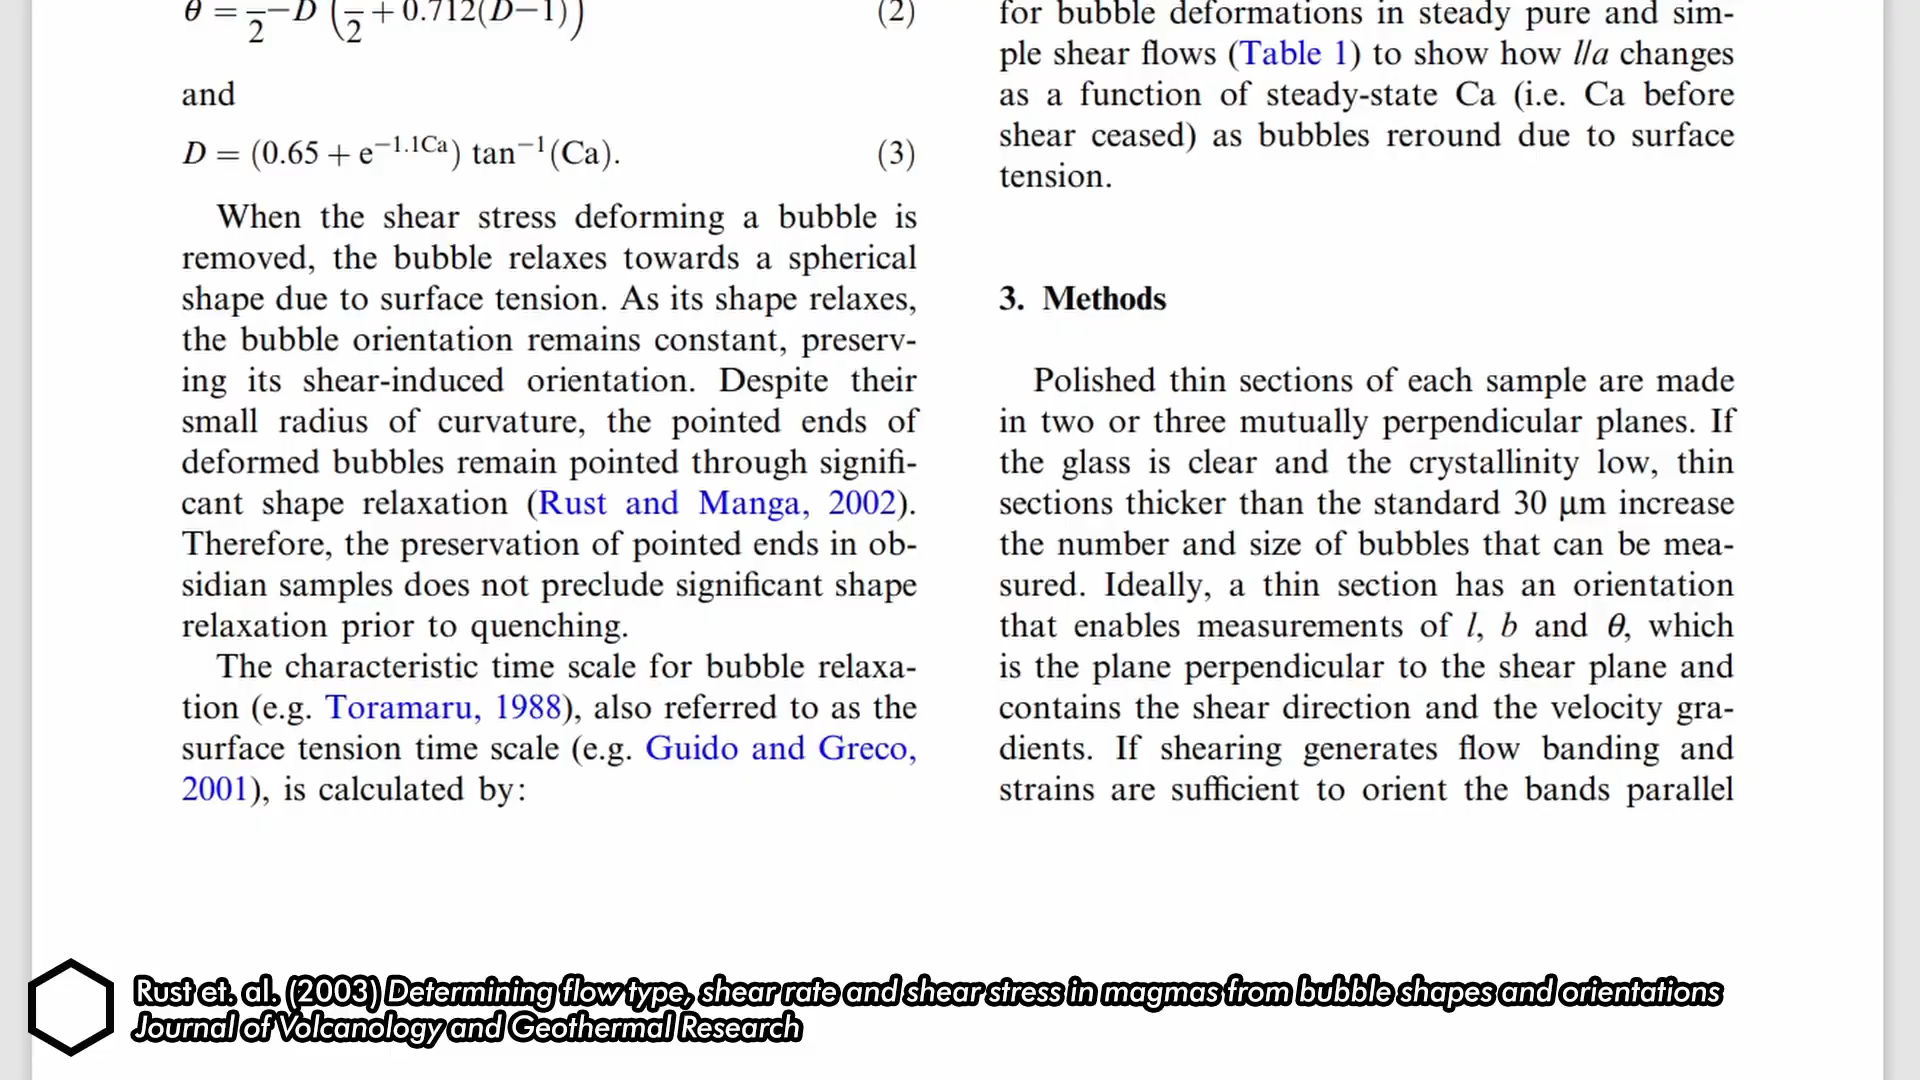 θ = π/2 − D (π/2 + 0.712(D−1)) (2)
and
D = (0.65 + e^−1.1Ca) tan^−1(Ca). (3)
When the shear stress deforming a bubble is
removed, the bubble relaxes towards a spherical
shape due to surface tension. As its shape relaxes,
the bubble orientation remains constant, preserv-
ing its shear-induced orientation. Despite their
small radius of curvature, the pointed ends of
deformed bubbles remain pointed through signifi-
cant shape relaxation (Rust and Manga, 2002).
Therefore, the preservation of pointed ends in ob-
sidian samples does not preclude significant shape
relaxation prior to quenching.
The characteristic time scale for bubble relaxa-
tion (e.g. Toramaru, 1988), also referred to as the
surface tension time scale (e.g. Guido and Greco,
2001), is calculated by:
for bubble deformations in steady pure and sim-
ple shear flows (Table 1) to show how l/a changes
as a function of steady-state Ca (i.e. Ca before
shear ceased) as bubbles reround due to surface
tension.
3. Methods
Polished thin sections of each sample are made
in two or three mutually perpendicular planes. If
the glass is clear and the crystallinity low, thin
sections thicker than the standard 30 μm increase
the number and size of bubbles that can be mea-
sured. Ideally, a thin section has an orientation
that enables measurements of l, b and θ, which
is the plane perpendicular to the shear plane and
contains the shear direction and the velocity gra-
dients. If shearing generates flow banding and
strains are sufficient to orient the bands parallel
Rust et. al. (2003) Determining flow type, shear rate and shear stress in magmas from bubble shapes and orientations
Journal of Volcanology and Geothermal Research